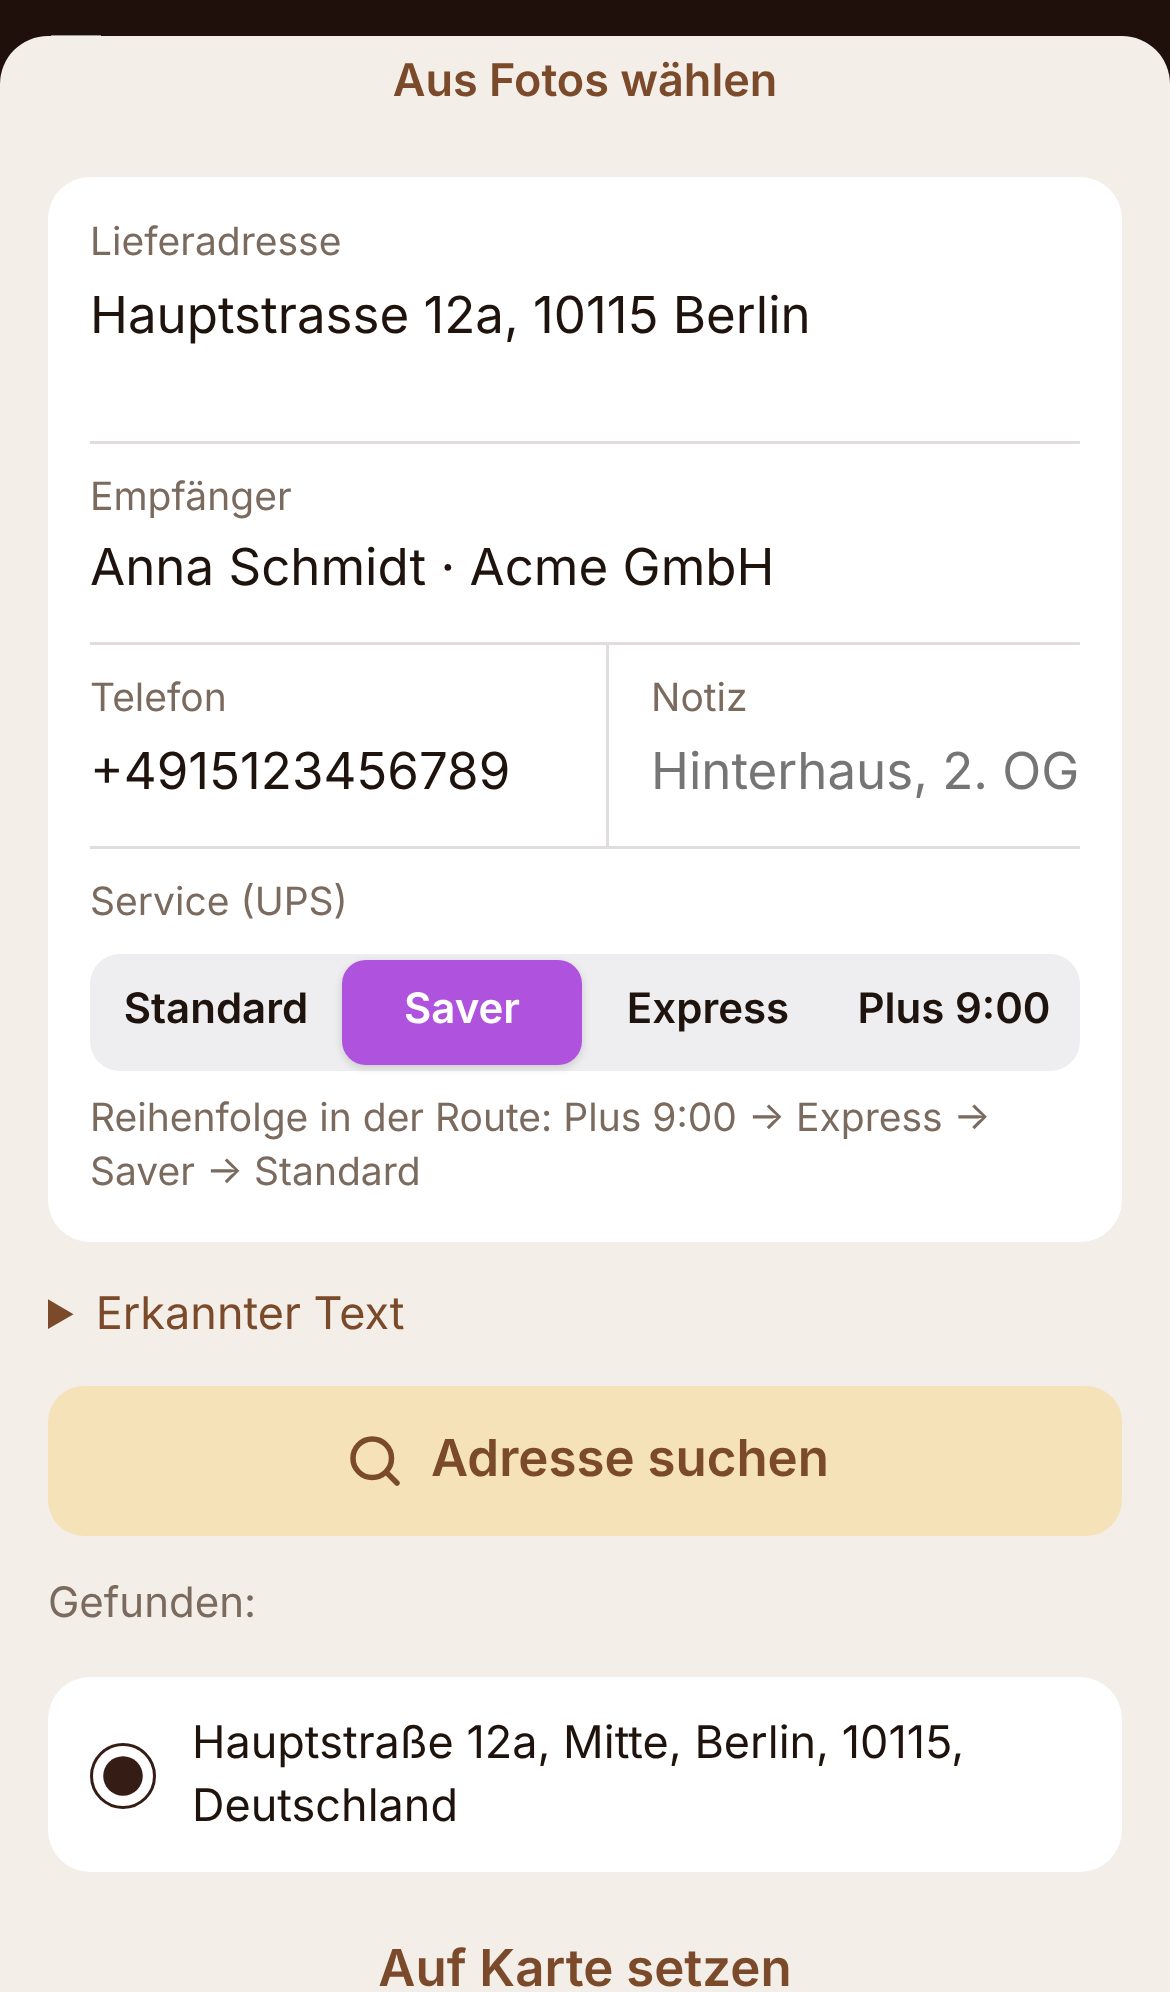 Aus Fotos wählen
Lieferadresse
Hauptstrasse 12a, 10115 Berlin
Empfänger
Anna Schmidt · Acme GmbH
Telefon
+4915123456789
Notiz
Hinterhaus, 2. OG
Service (UPS)
Standard Saver Express Plus 9:00
Reihenfolge in der Route: Plus 9:00 → Express →
Saver → Standard
Erkannter Text
Adresse suchen
Gefunden:
Hauptstraße 12a, Mitte, Berlin, 10115,
Deutschland
Auf Karte setzen